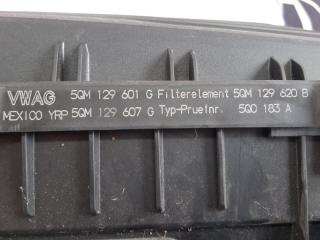 VWAG 5QM 129 601 G Filterelement 5QM 129 620 B
MEXICO YRP 5QM 129 607 G Typ-Pruefnr. 5Q0 183 A